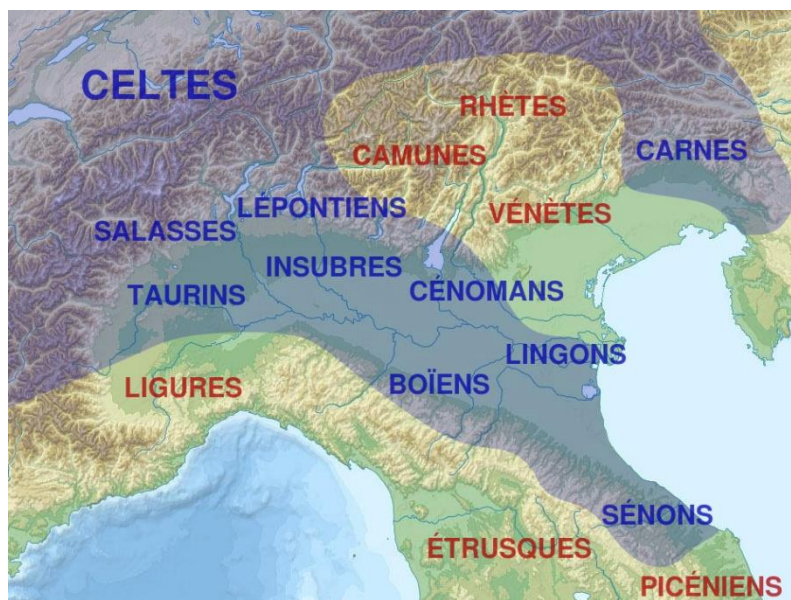 CELTES
RHÈTES
CAMUNES
CARNES
LÉPONTIENS
VÉNÈTES
SALASSES
INSUBRES
TAURINS
CÉNOMANS
LINGONS
LIGURES
BOÏENS
SÉNONS
ÉTRUSQUES
PICÉNIENS